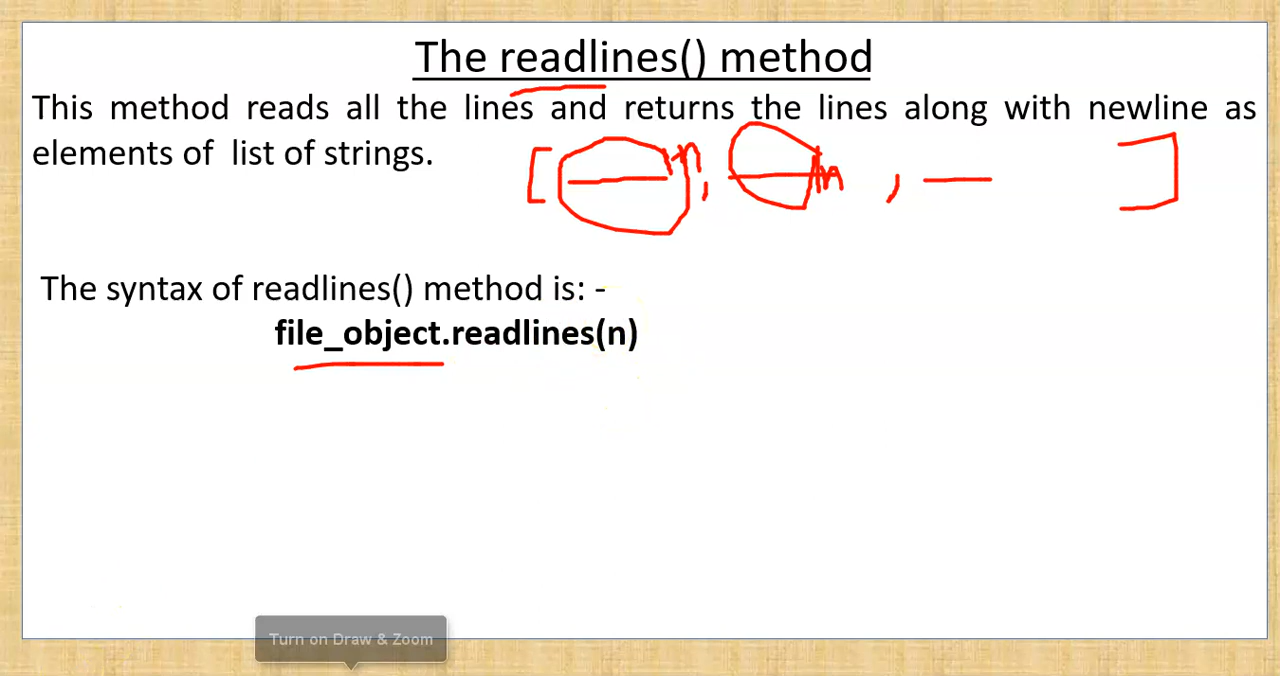 The readlines() method
This method reads all the lines and returns the lines along with newline as
elements of list of strings.
[ \n, \n , ]
The syntax of readlines() method is: -
file_object.readlines(n)
Turn on Draw & Zoom